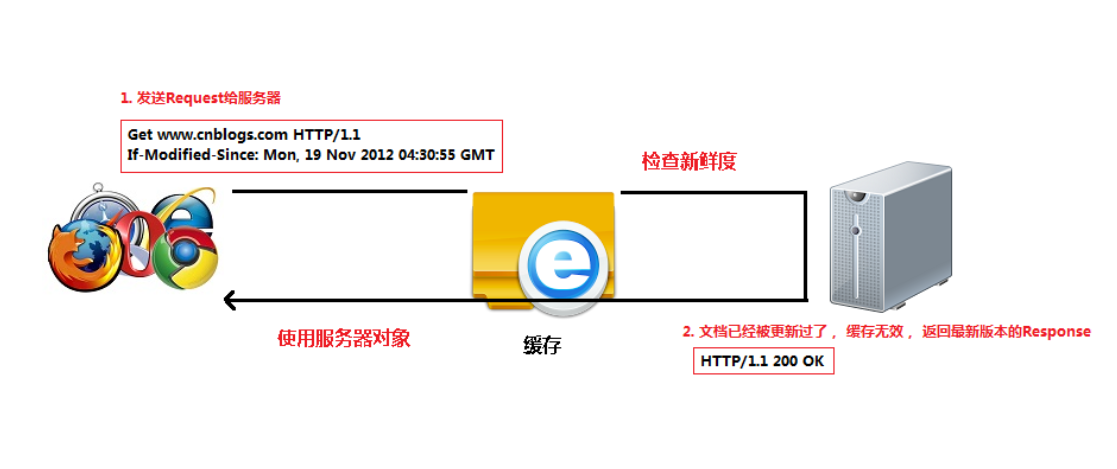 1. 发送Request给服务器
Get www.cnblogs.com HTTP/1.1
If-Modified-Since: Mon, 19 Nov 2012 04:30:55 GMT
检查新鲜度
使用服务器对象
缓存
2. 文档已经被更新过了， 缓存无效， 返回最新版本的Response
HTTP/1.1 200 OK